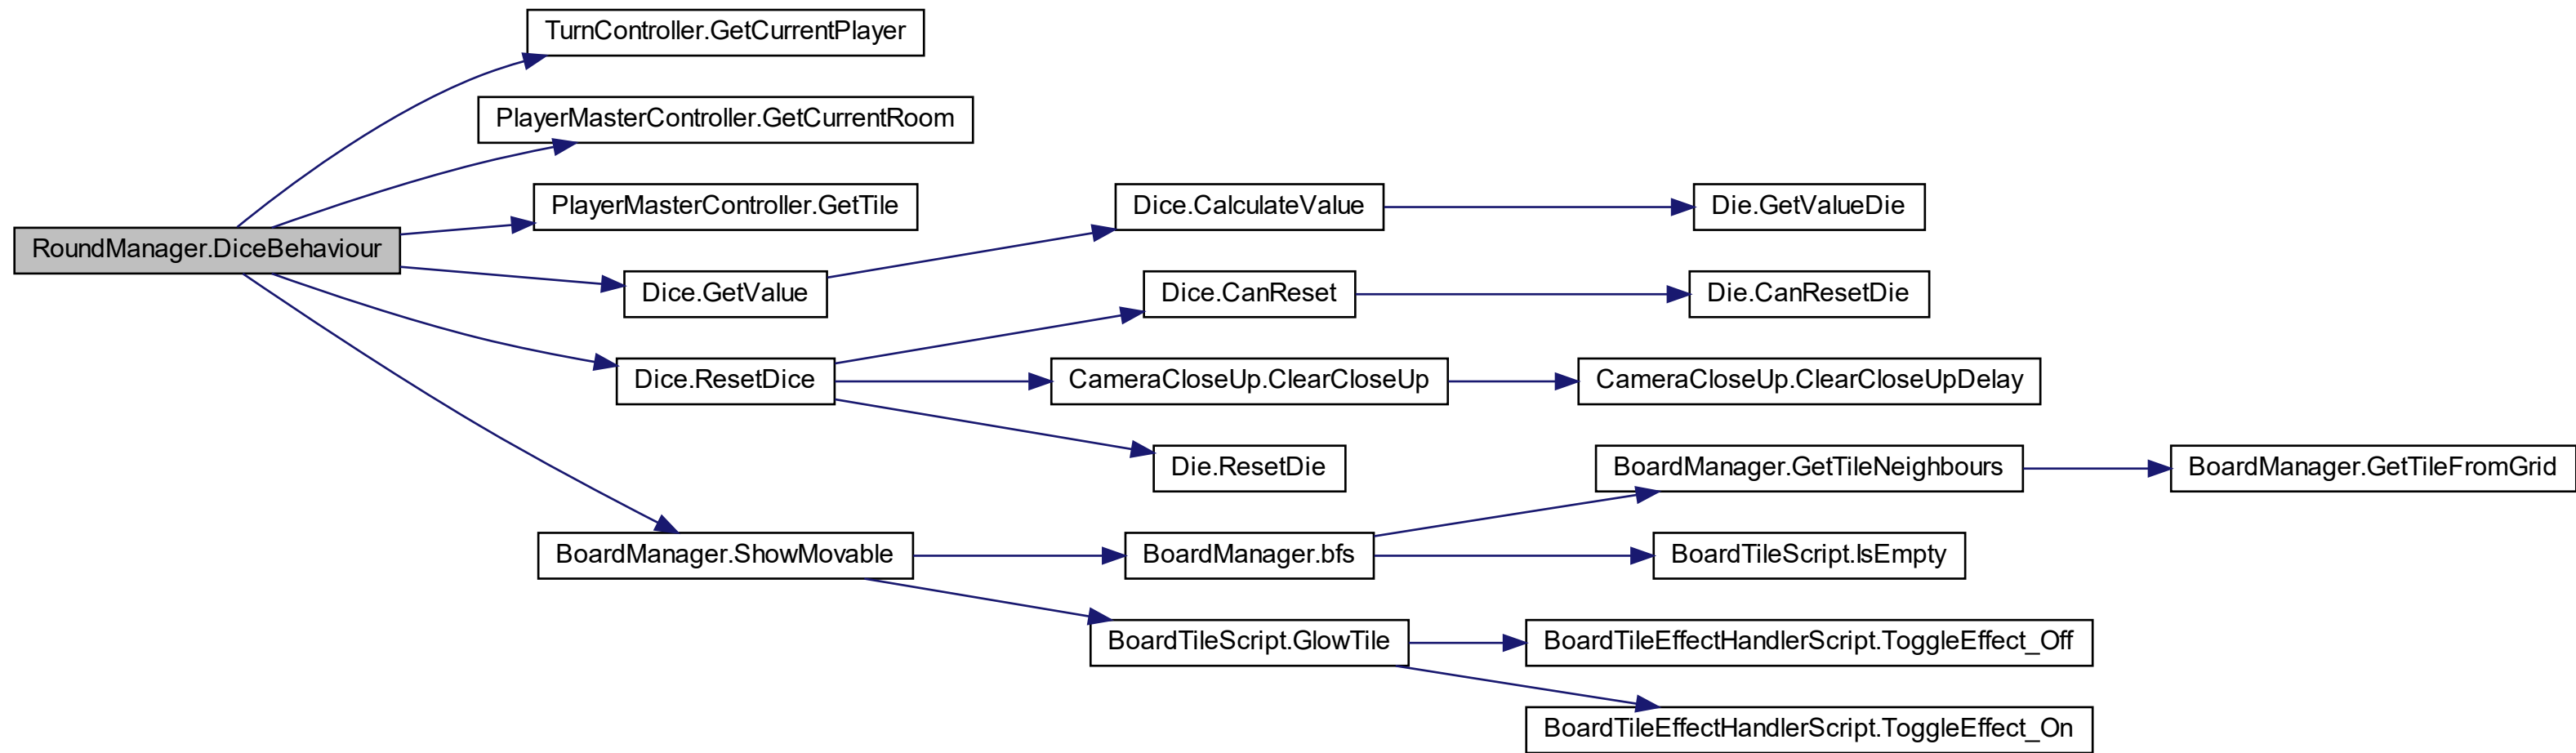 TurnController.GetCurrentPlayer
PlayerMasterController.GetCurrentRoom
PlayerMasterController.GetTile
Dice.CalculateValue
Die.GetValueDie
RoundManager.DiceBehaviour
Dice.GetValue
Dice.CanReset
Die.CanResetDie
Dice.ResetDice
CameraCloseUp.ClearCloseUp
CameraCloseUp.ClearCloseUpDelay
Die.ResetDie
BoardManager.GetTileNeighbours
BoardManager.GetTileFromGrid
BoardManager.ShowMovable
BoardManager.bfs
BoardTileScript.IsEmpty
BoardTileScript.GlowTile
BoardTileEffectHandlerScript.ToggleEffect_Off
BoardTileEffectHandlerScript.ToggleEffect_On